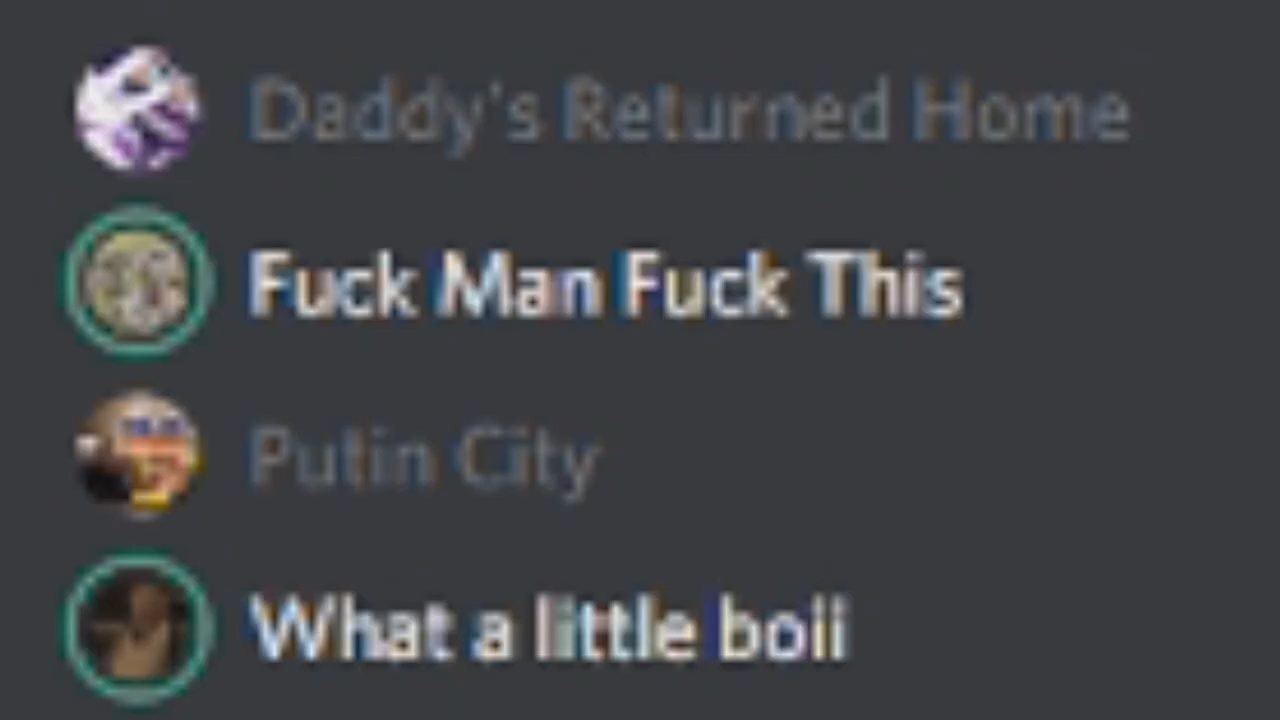 Daddy's Returned Home
Fuck Man Fuck This
Putin City
What a little boii